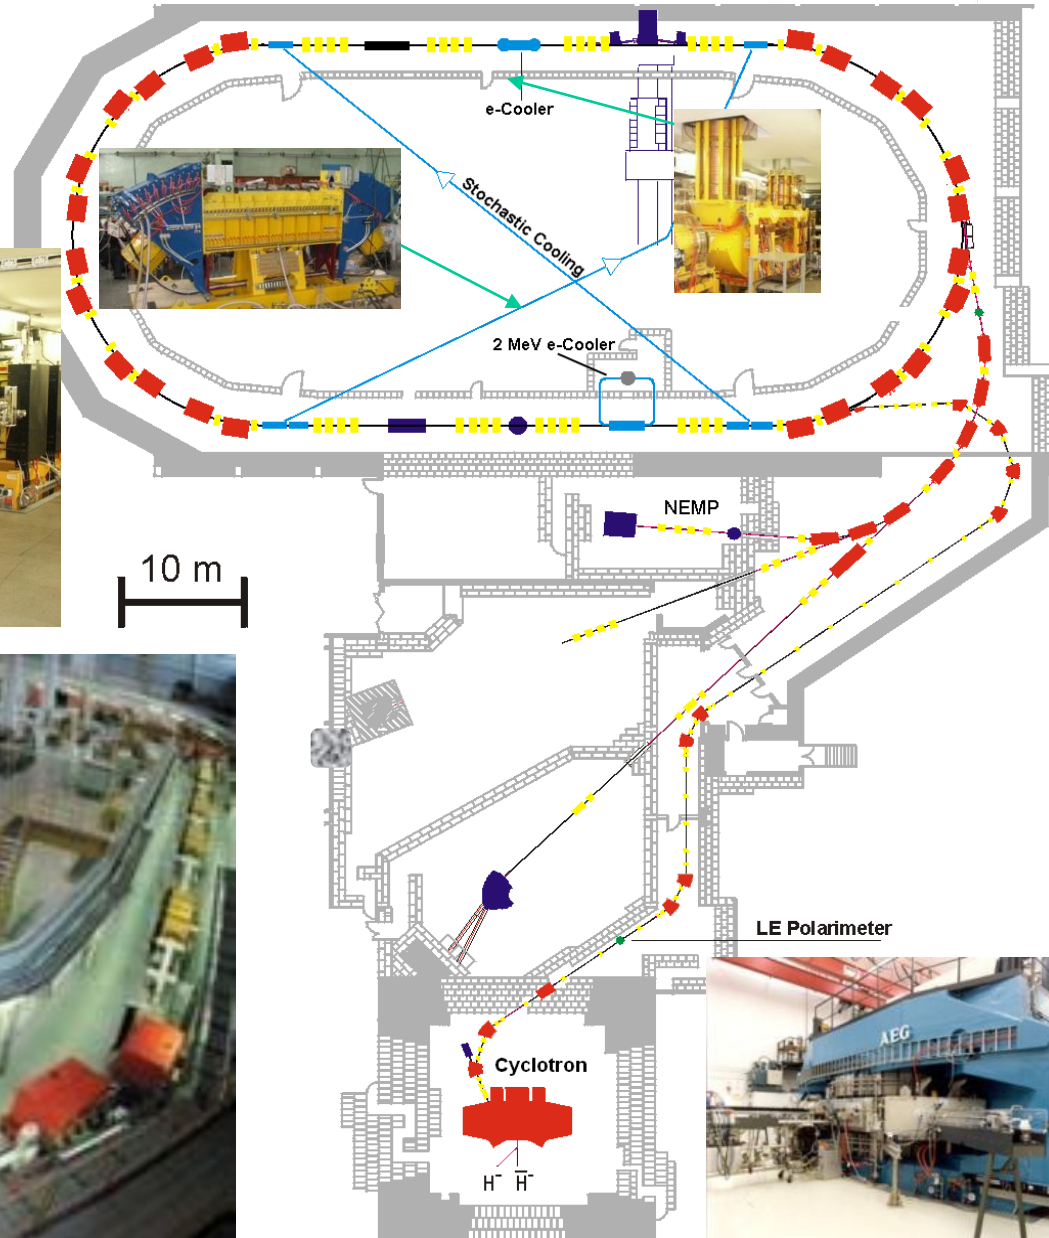 e-Cooler
Stochastic Cooling
2 MeV e-Cooler
NEMP
10 m
LE Polarimeter
AEG
Cyclotron
H⁻ H̅⁻